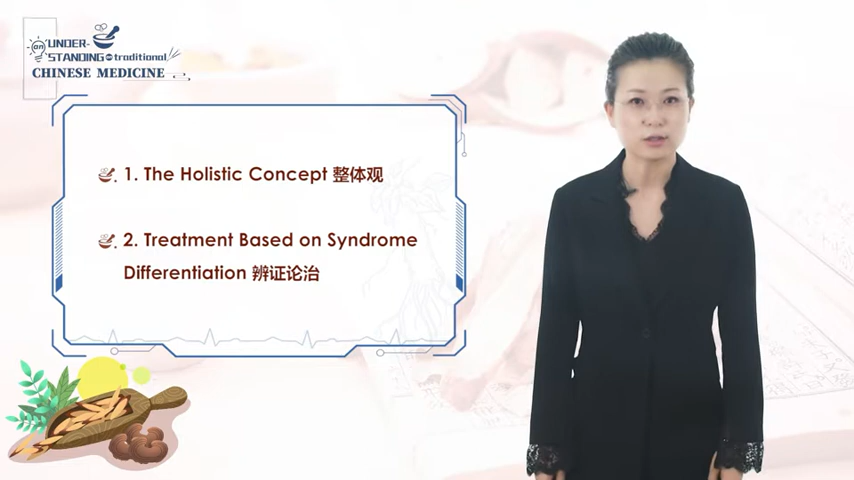 an UNDER-
STANDING on traditional
CHINESE MEDICINE
1. The Holistic Concept 整体观
2. Treatment Based on Syndrome
Differentiation 辨证论治